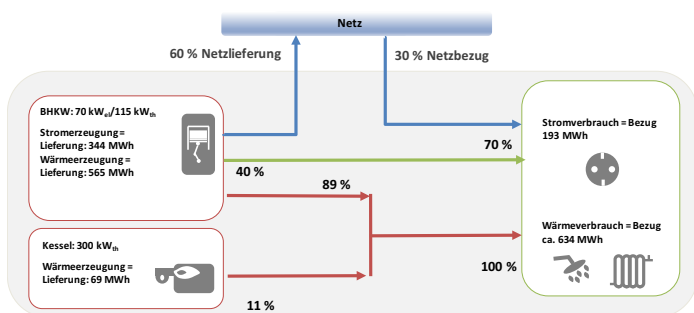 Netz
60 % Netzlieferung
30 % Netzbezug
BHKW: 70 kWel/115 kWth
Stromerzeugung =
Lieferung: 344 MWh
Wärmeerzeugung =
Lieferung: 565 MWh
40 %
89 %
70 %
Stromverbrauch = Bezug
193 MWh
Kessel: 300 kWth
Wärmeerzeugung =
Lieferung: 69 MWh
11 %
100 %
Wärmeverbrauch = Bezug
ca. 634 MWh